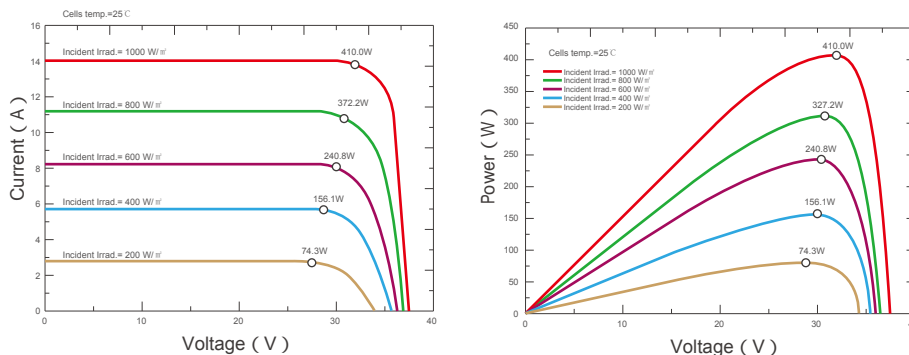 Cells temp.=25℃
Current ( A )
16
14
12
10
8
6
4
2
0
Incident Irrad.= 1000 W/㎡
410.0W
Incident Irrad.= 800 W/㎡
372.2W
Incident Irrad.= 600 W/㎡
240.8W
Incident Irrad.= 400 W/㎡
156.1W
Incident Irrad.= 200 W/㎡
74.3W
0 10 20 30 40
Voltage ( V )
Power ( W )
450
400
350
300
250
200
150
100
50
0
Cells temp.=25℃
Incident Irrad.= 1000 W/㎡
Incident Irrad.= 800 W/㎡
Incident Irrad.= 600 W/㎡
Incident Irrad.= 400 W/㎡
Incident Irrad.= 200 W/㎡
410.0W
327.2W
240.8W
156.1W
74.3W
0 10 20 30 40
Voltage ( V )